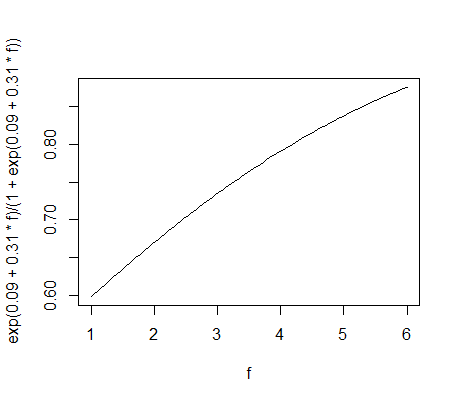 exp(0.09 + 0.31 * f)/(1 + exp(0.09 + 0.31 * f))
0.80
0.70
0.60
1 2 3 4 5 6
f